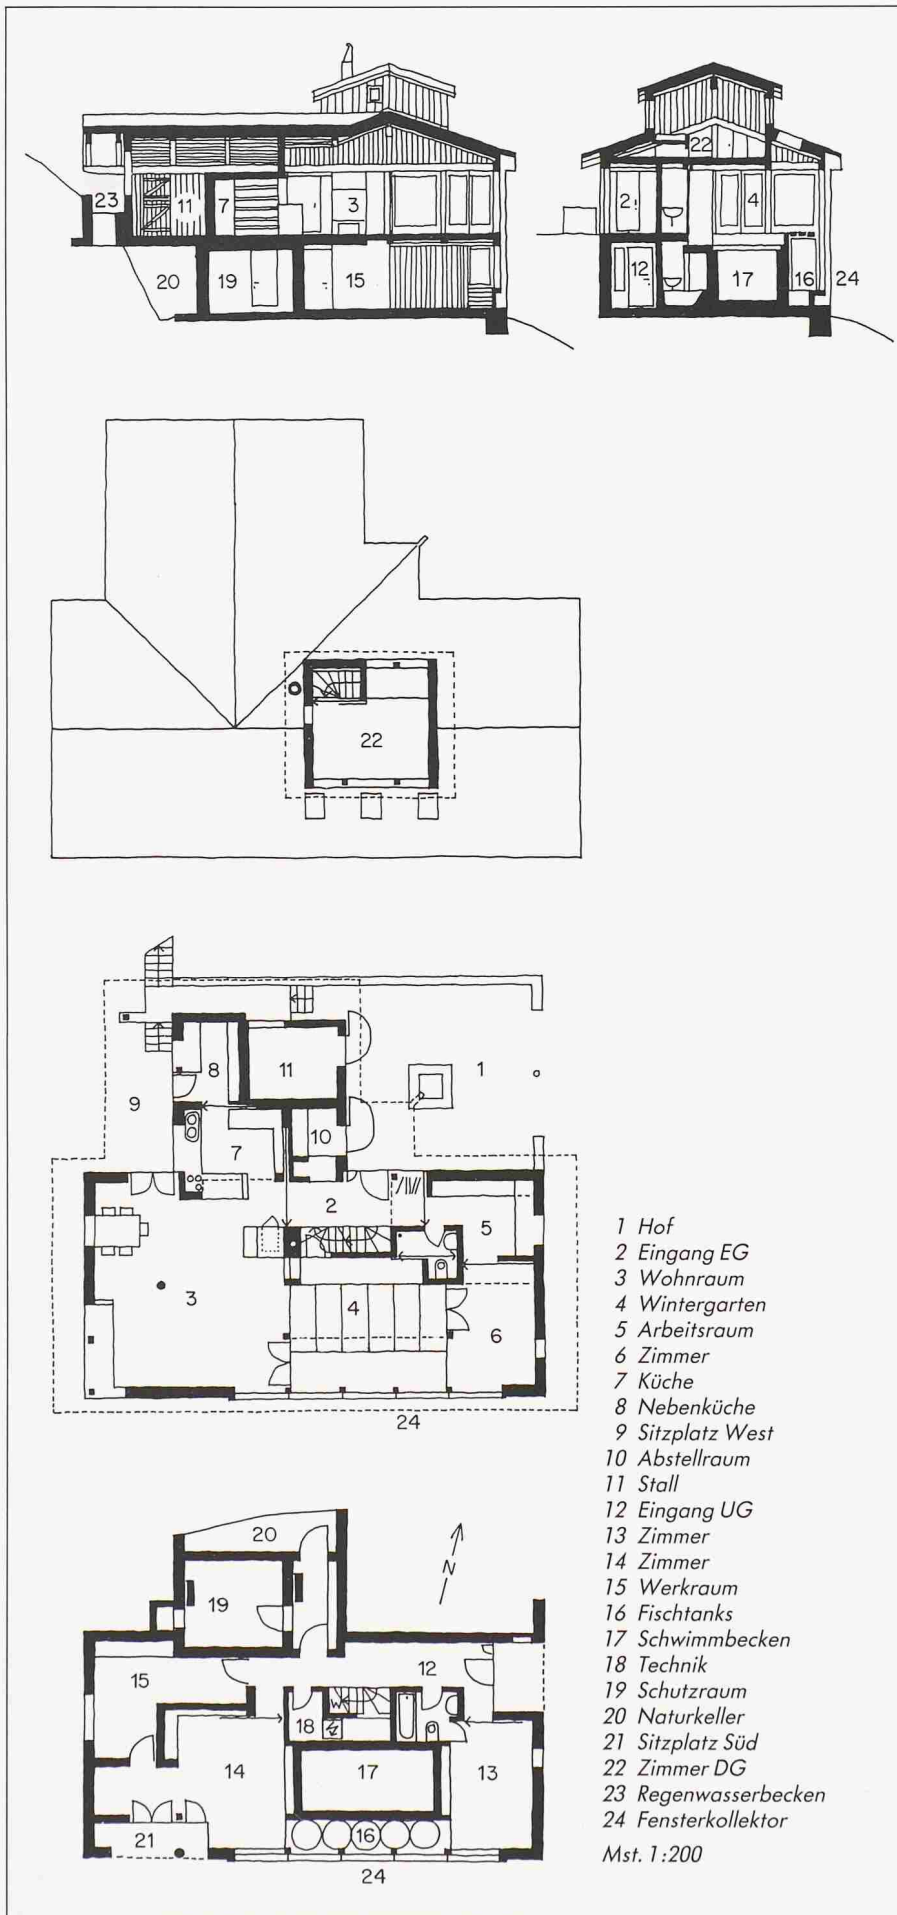 23 11 7 3
20 19 15
22
2 4
12 17 16 24
22
1
8 11
9
10
7
2
5
3 4
6
24
20
N
19
15 12
18
14 17 13
21 16
24
1 Hof
2 Eingang EG
3 Wohnraum
4 Wintergarten
5 Arbeitsraum
6 Zimmer
7 Küche
8 Nebenküche
9 Sitzplatz West
10 Abstellraum
11 Stall
12 Eingang UG
13 Zimmer
14 Zimmer
15 Werkraum
16 Fischtanks
17 Schwimmbecken
18 Technik
19 Schutzraum
20 Naturkeller
21 Sitzplatz Süd
22 Zimmer DG
23 Regenwasserbecken
24 Fensterkollektor
Mst. 1:200